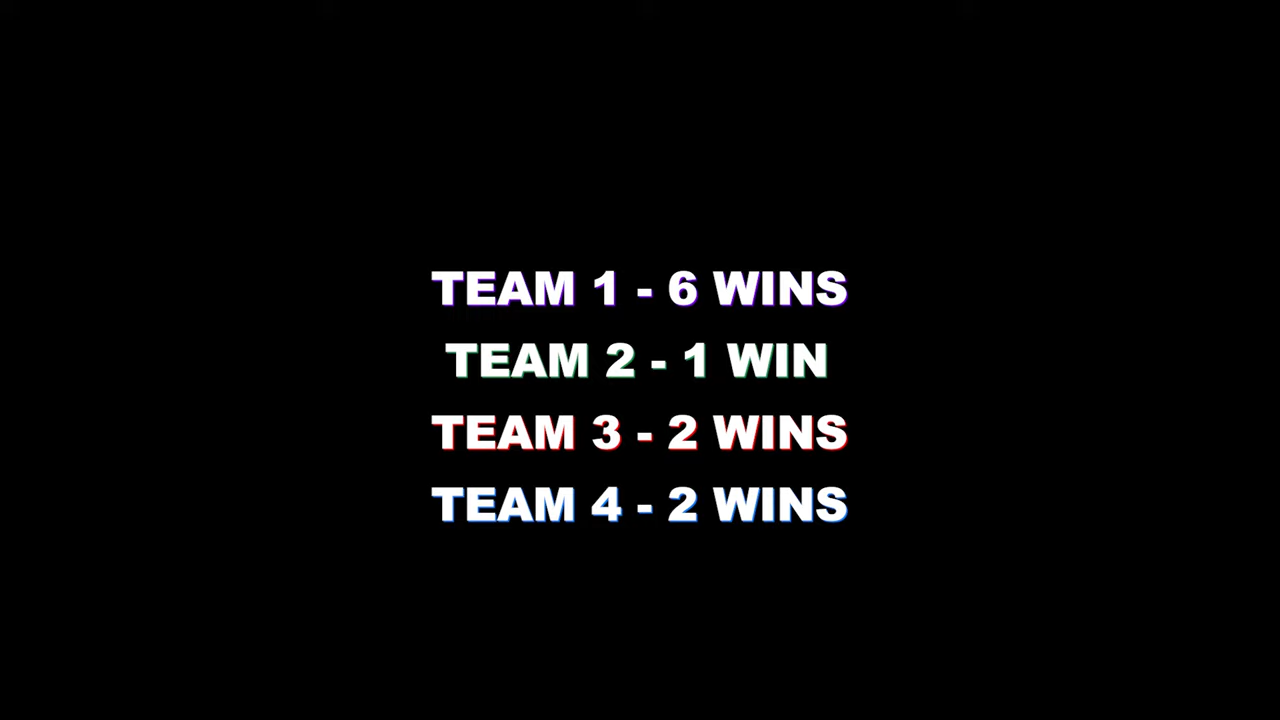 TEAM 1 - 6 WINS
TEAM 2 - 1 WIN
TEAM 3 - 2 WINS
TEAM 4 - 2 WINS